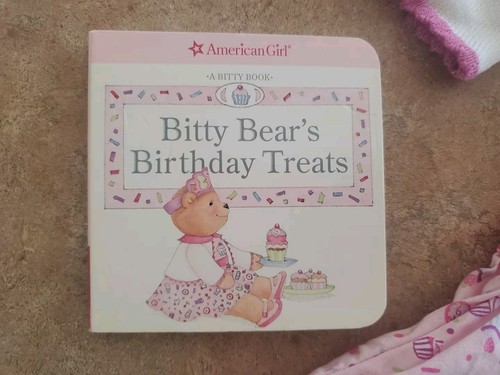 American Girl®
• A BITTY BOOK •
Bitty Bear's
Birthday Treats